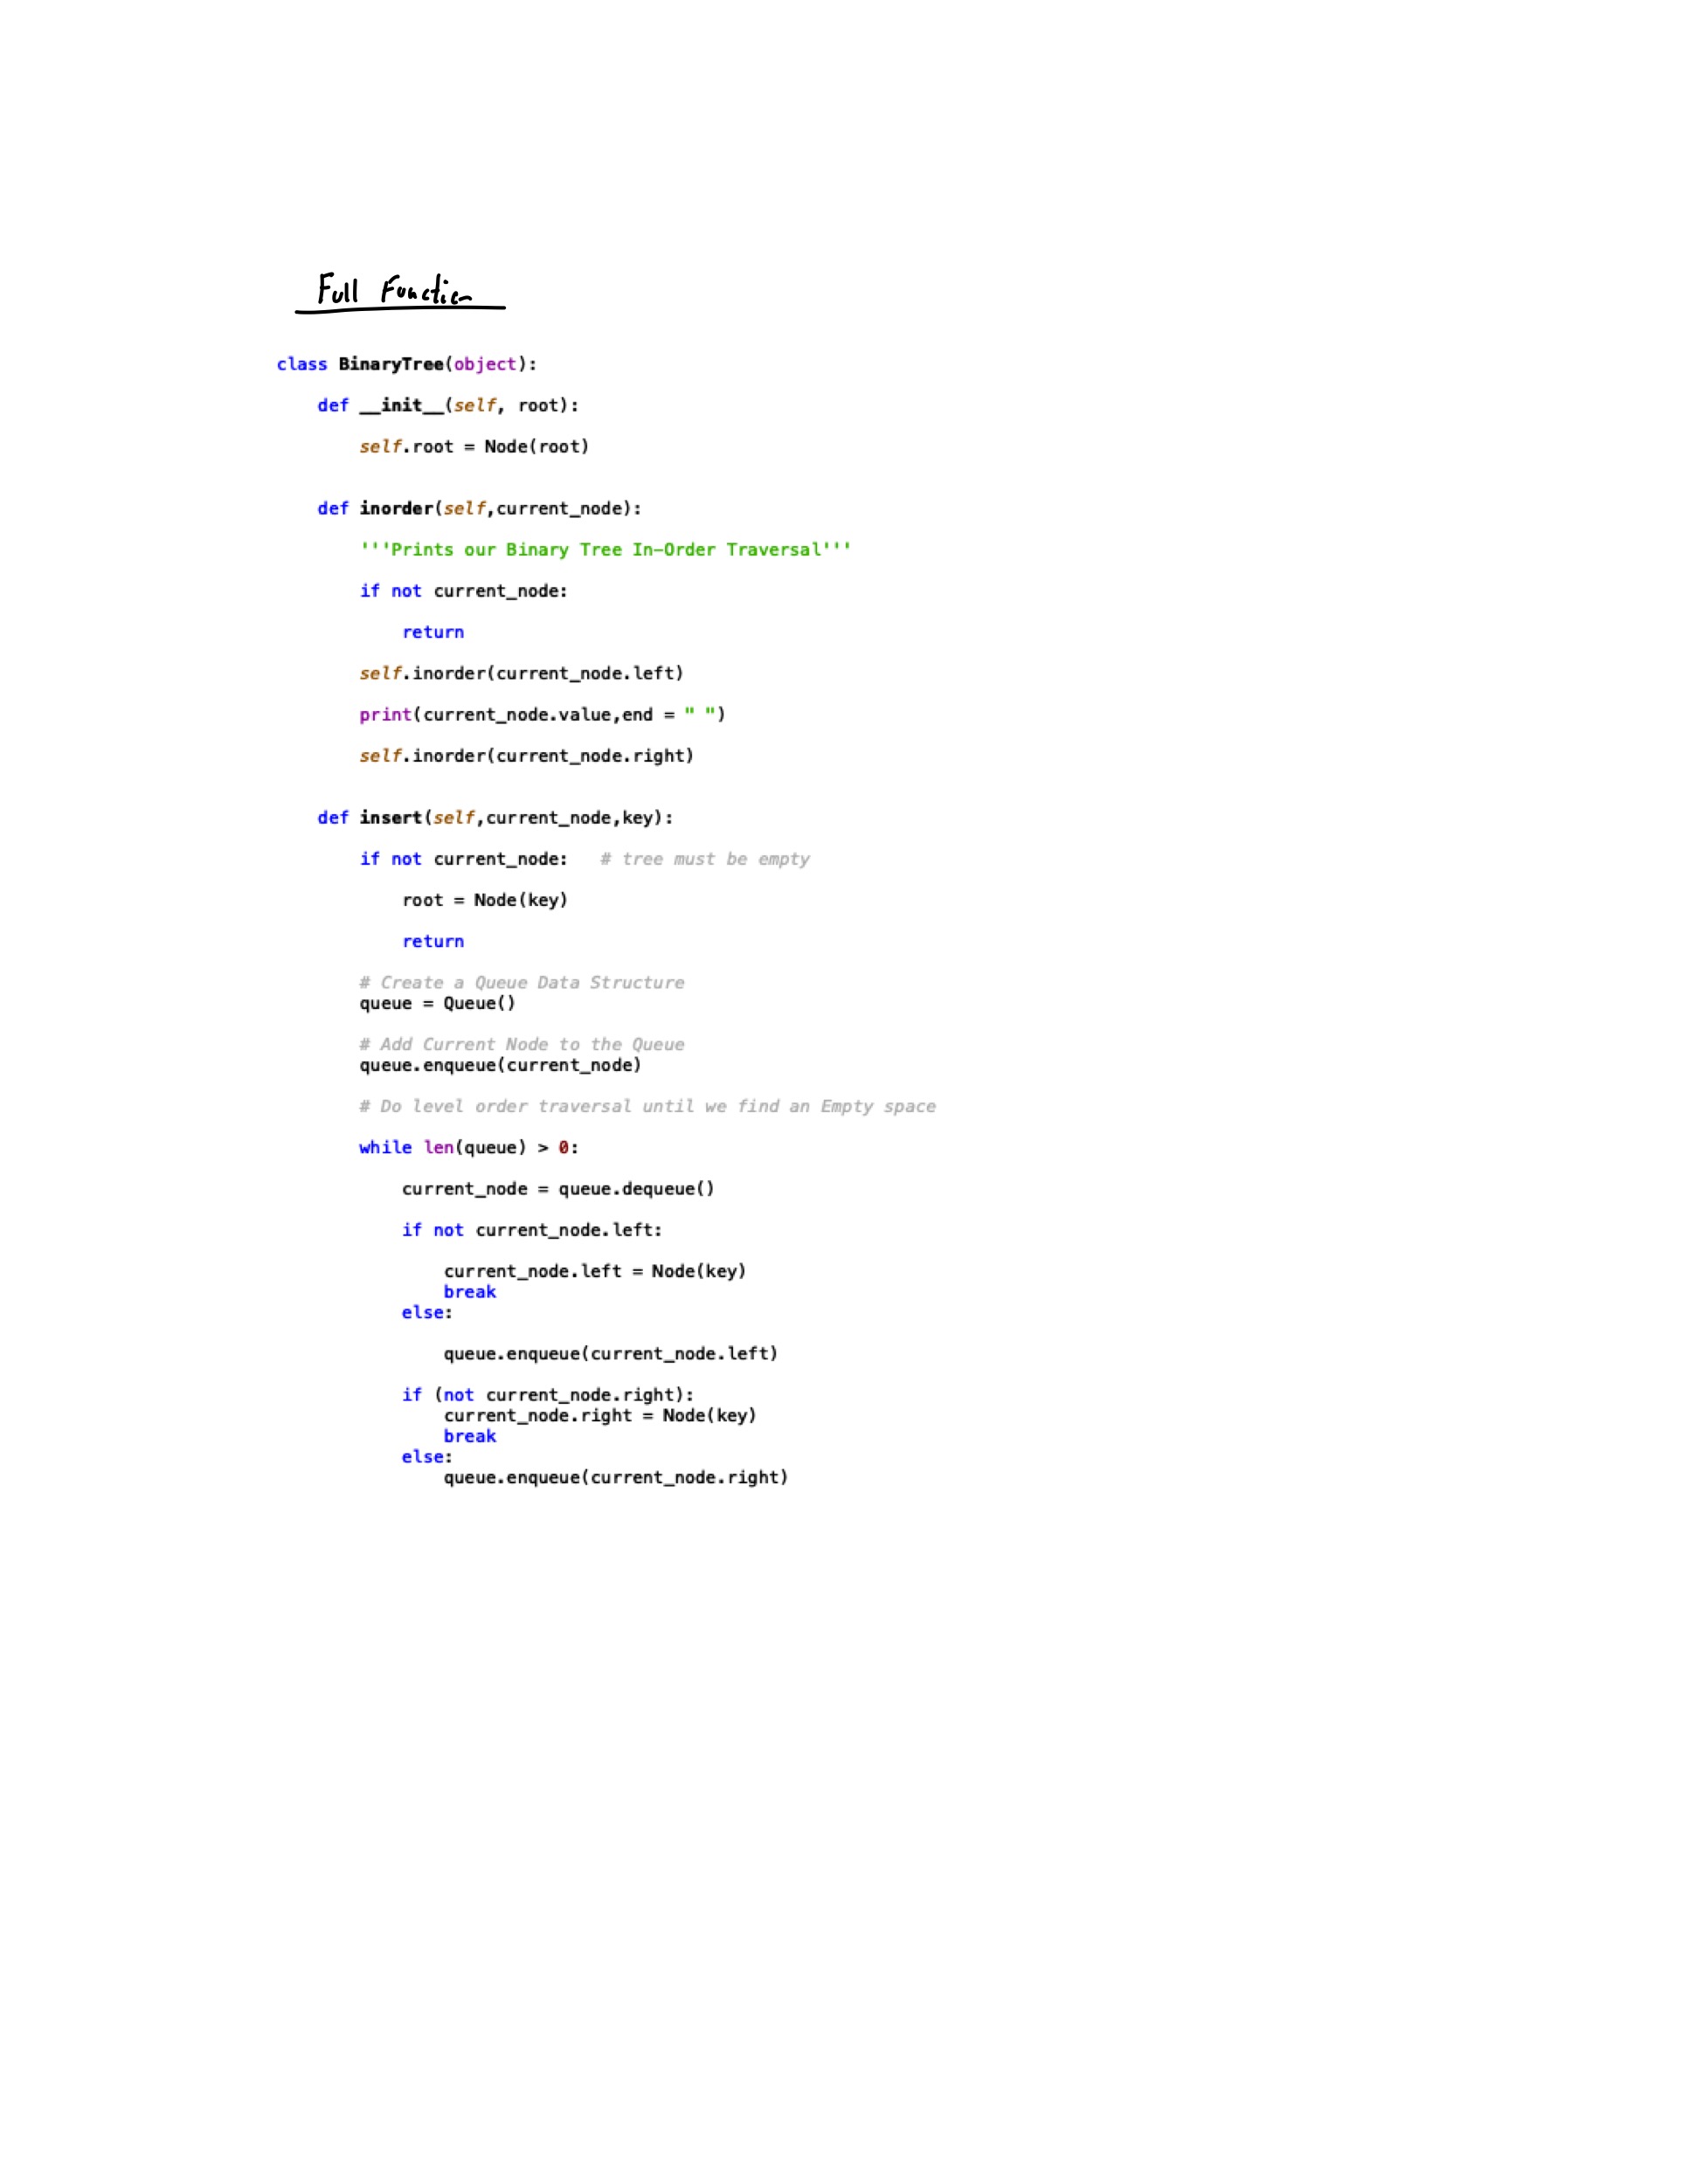 Full Function
class BinaryTree(object):
    def __init__(self, root):
        self.root = Node(root)
    def inorder(self,current_node):
        '''Prints our Binary Tree In-Order Traversal'''
        if not current_node:
            return
        self.inorder(current_node.left)
        print(current_node.value,end = " ")
        self.inorder(current_node.right)
    def insert(self,current_node,key):
        if not current_node:   # tree must be empty
            root = Node(key)
            return
        # Create a Queue Data Structure
        queue = Queue()
        # Add Current Node to the Queue
        queue.enqueue(current_node)
        # Do level order traversal until we find an Empty space
        while len(queue) > 0:
            current_node = queue.dequeue()
            if not current_node.left:
                current_node.left = Node(key)
                break
            else:
                queue.enqueue(current_node.left)
            if (not current_node.right):
                current_node.right = Node(key)
                break
            else:
                queue.enqueue(current_node.right)